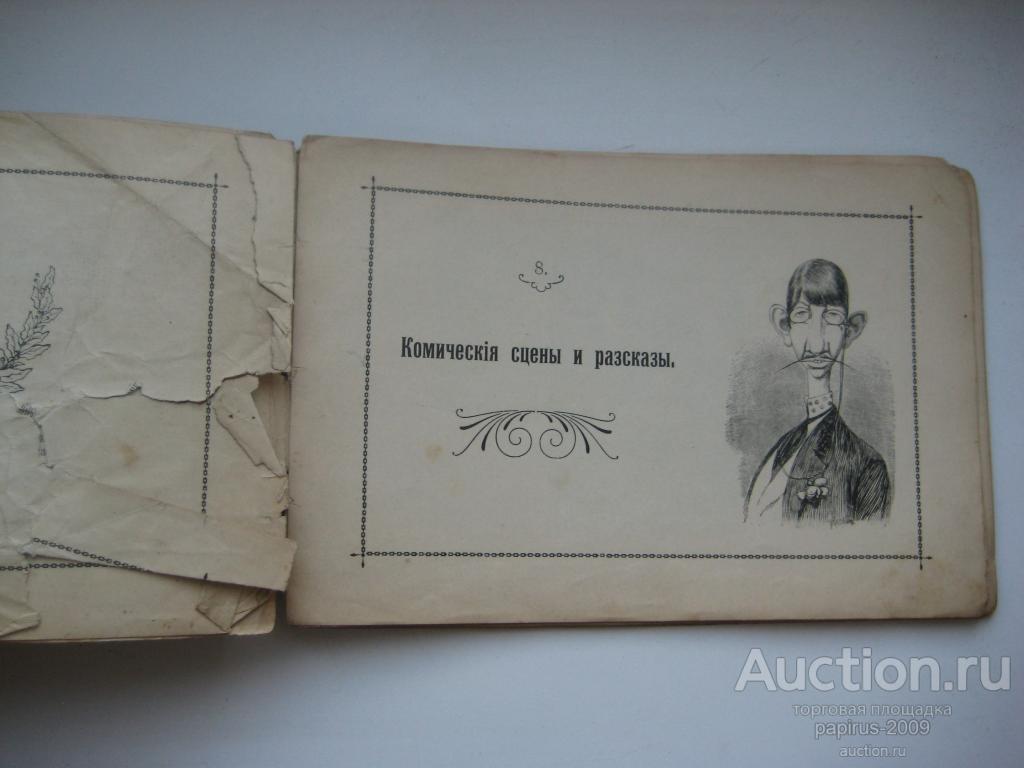 8.
Комическія сцены и разсказы.
Auction.ru
торговая площадка
papirus-2009
auction.ru